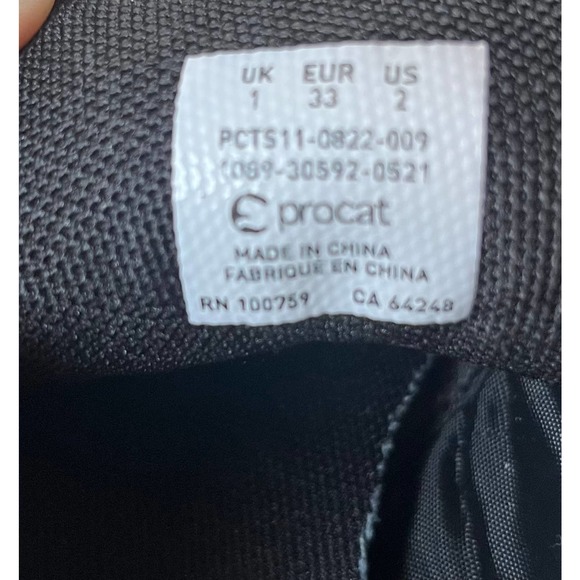 UK EUR US
1 33 2
PCTS11-0822-009
089-30592-0521
procat
MADE IN CHINA
FABRIQUE EN CHINA
RN 100759 CA 64248